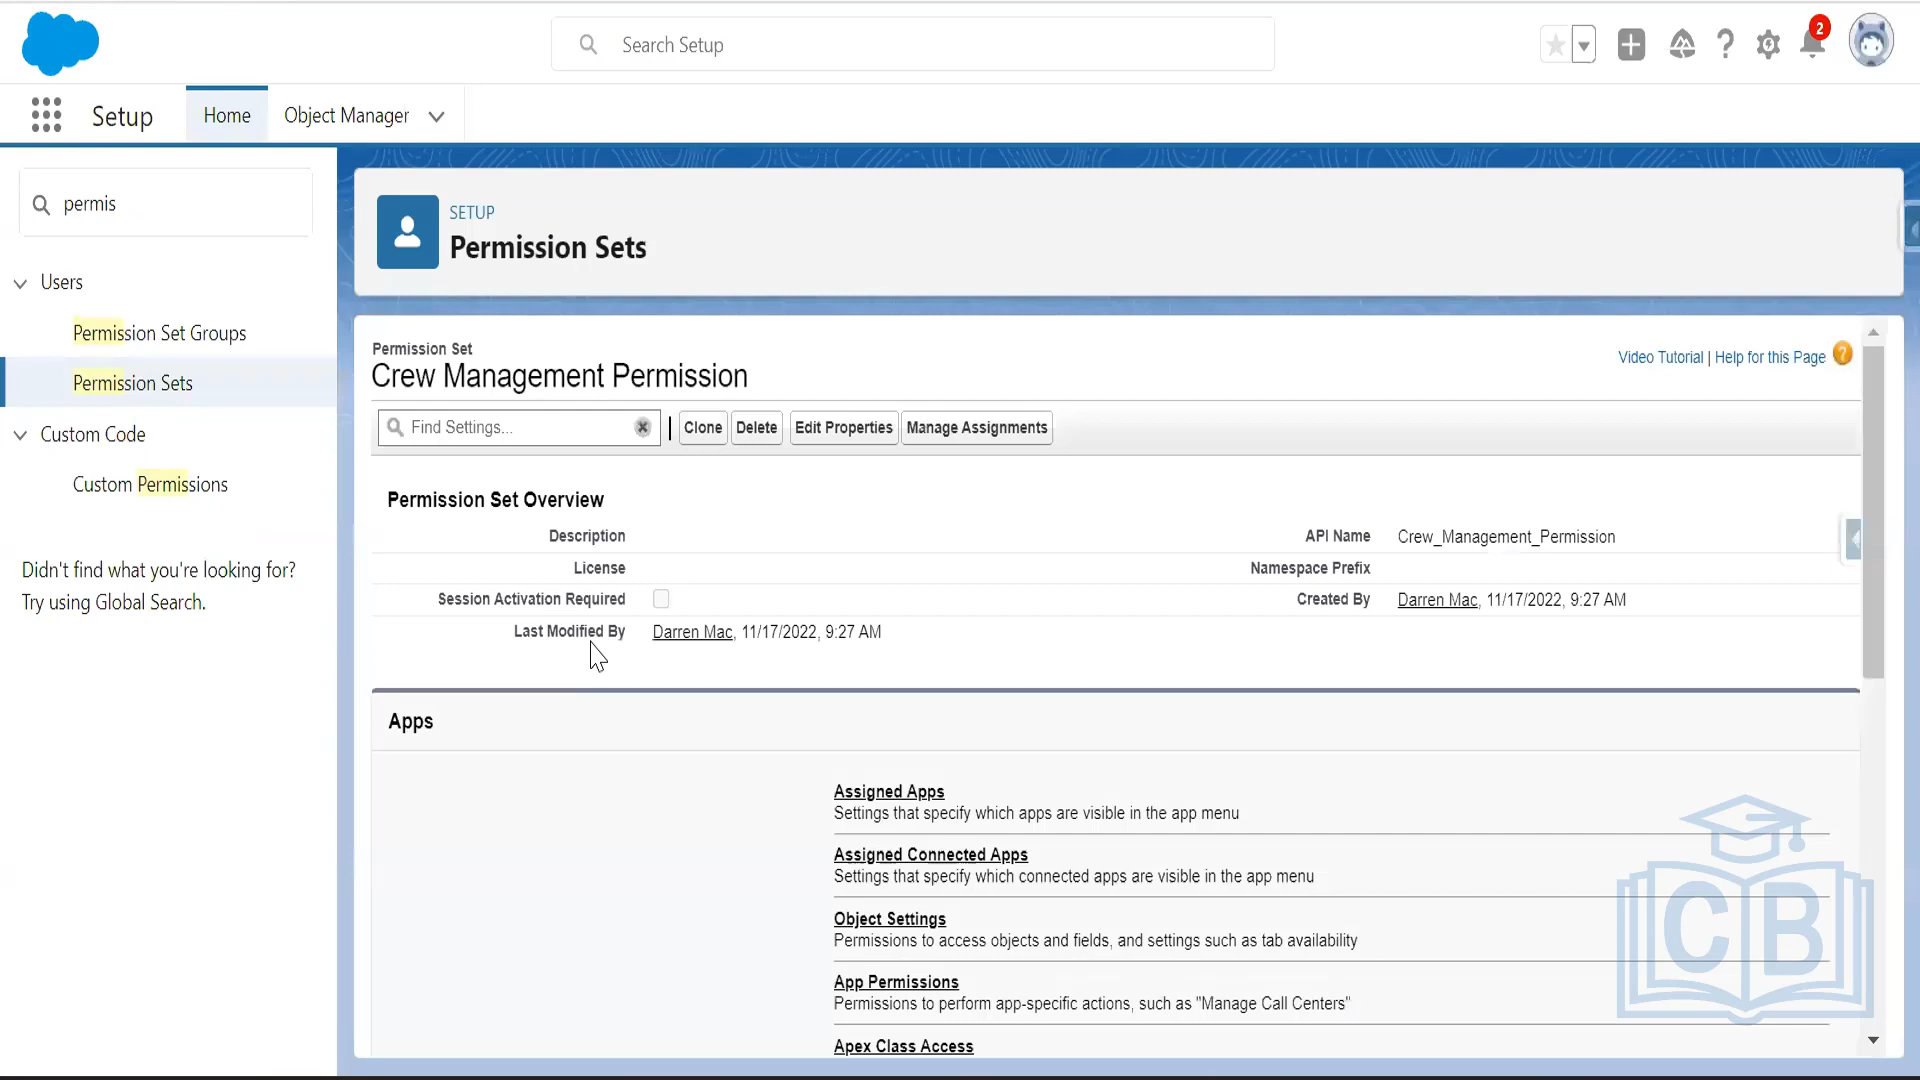 Search Setup
2
Setup
Home
Object Manager
permis
Users
Permission Set Groups
Permission Sets
Custom Code
Custom Permissions
Didn't find what you're looking for?
Try using Global Search.
SETUP
Permission Sets
Permission Set
Crew Management Permission
Video Tutorial | Help for this Page ?
Find Settings...
Clone
Delete
Edit Properties
Manage Assignments
Permission Set Overview
Description
API Name Crew_Management_Permission
License
Namespace Prefix
Session Activation Required
Created By Darren Mac, 11/17/2022, 9:27 AM
Last Modified By Darren Mac, 11/17/2022, 9:27 AM
Apps
Assigned Apps
Settings that specify which apps are visible in the app menu
Assigned Connected Apps
Settings that specify which connected apps are visible in the app menu
Object Settings
Permissions to access objects and fields, and settings such as tab availability
App Permissions
Permissions to perform app-specific actions, such as "Manage Call Centers"
Apex Class Access
CB